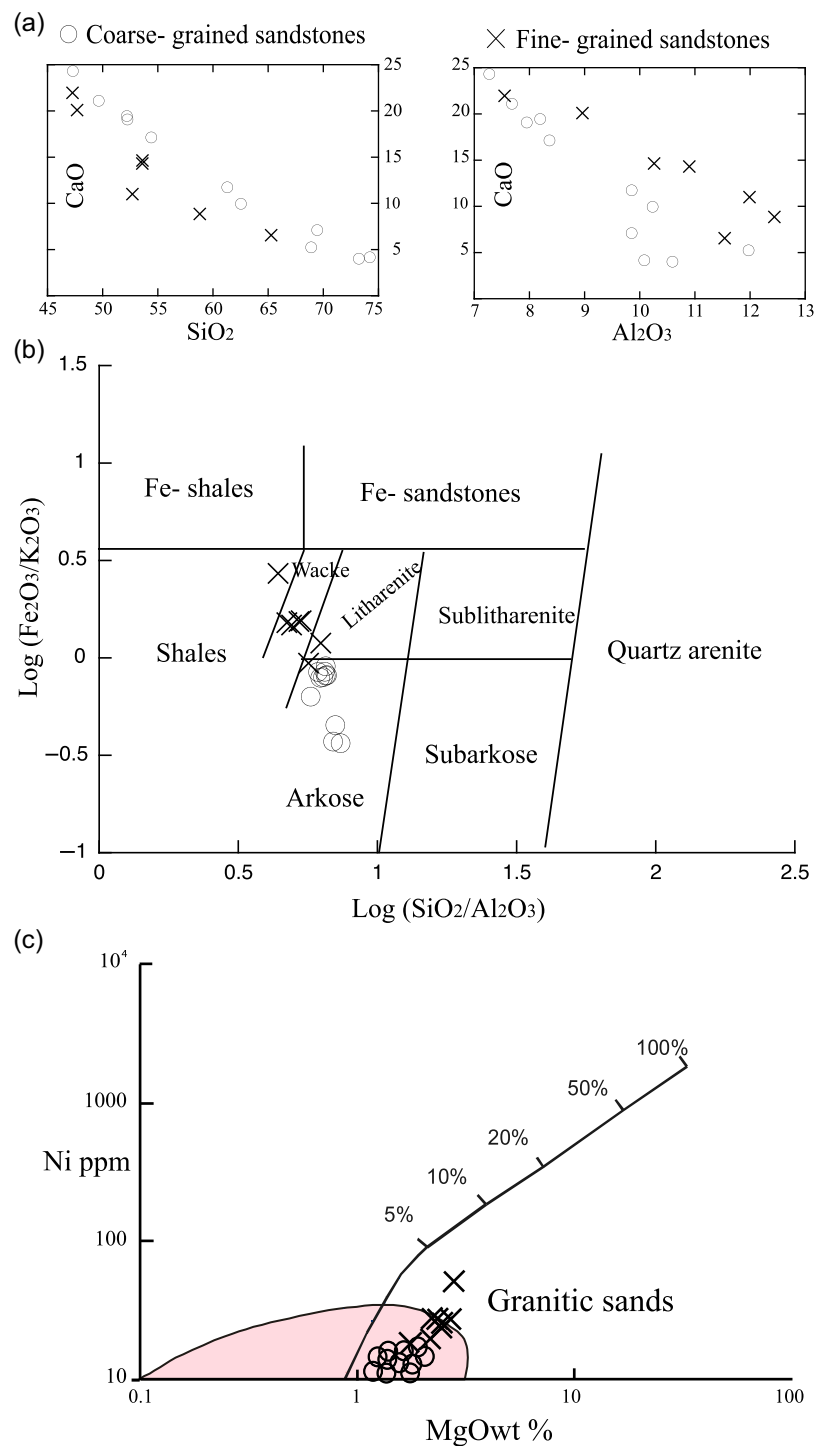 (a)
Coarse- grained sandstones
Fine- grained sandstones
25
20
15
10
5
CaO
45 50 55 60 65 70 75
SiO2
25
20
15
10
5
CaO
7 8 9 10 11 12 13
Al2O3
(b)
1.5
1
0.5
0
−0.5
−1
Log (Fe2O3/K2O3)
Fe- shales
Fe- sandstones
Wacke
Litharenite
Sublitharenite
Shales
Quartz arenite
Subarkose
Arkose
0 0.5 1 1.5 2 2.5
Log (SiO2/Al2O3)
(c)
10⁴
1000
Ni ppm
100
10
100%
50%
20%
10%
5%
Granitic sands
0.1 1 10 100
MgOwt %